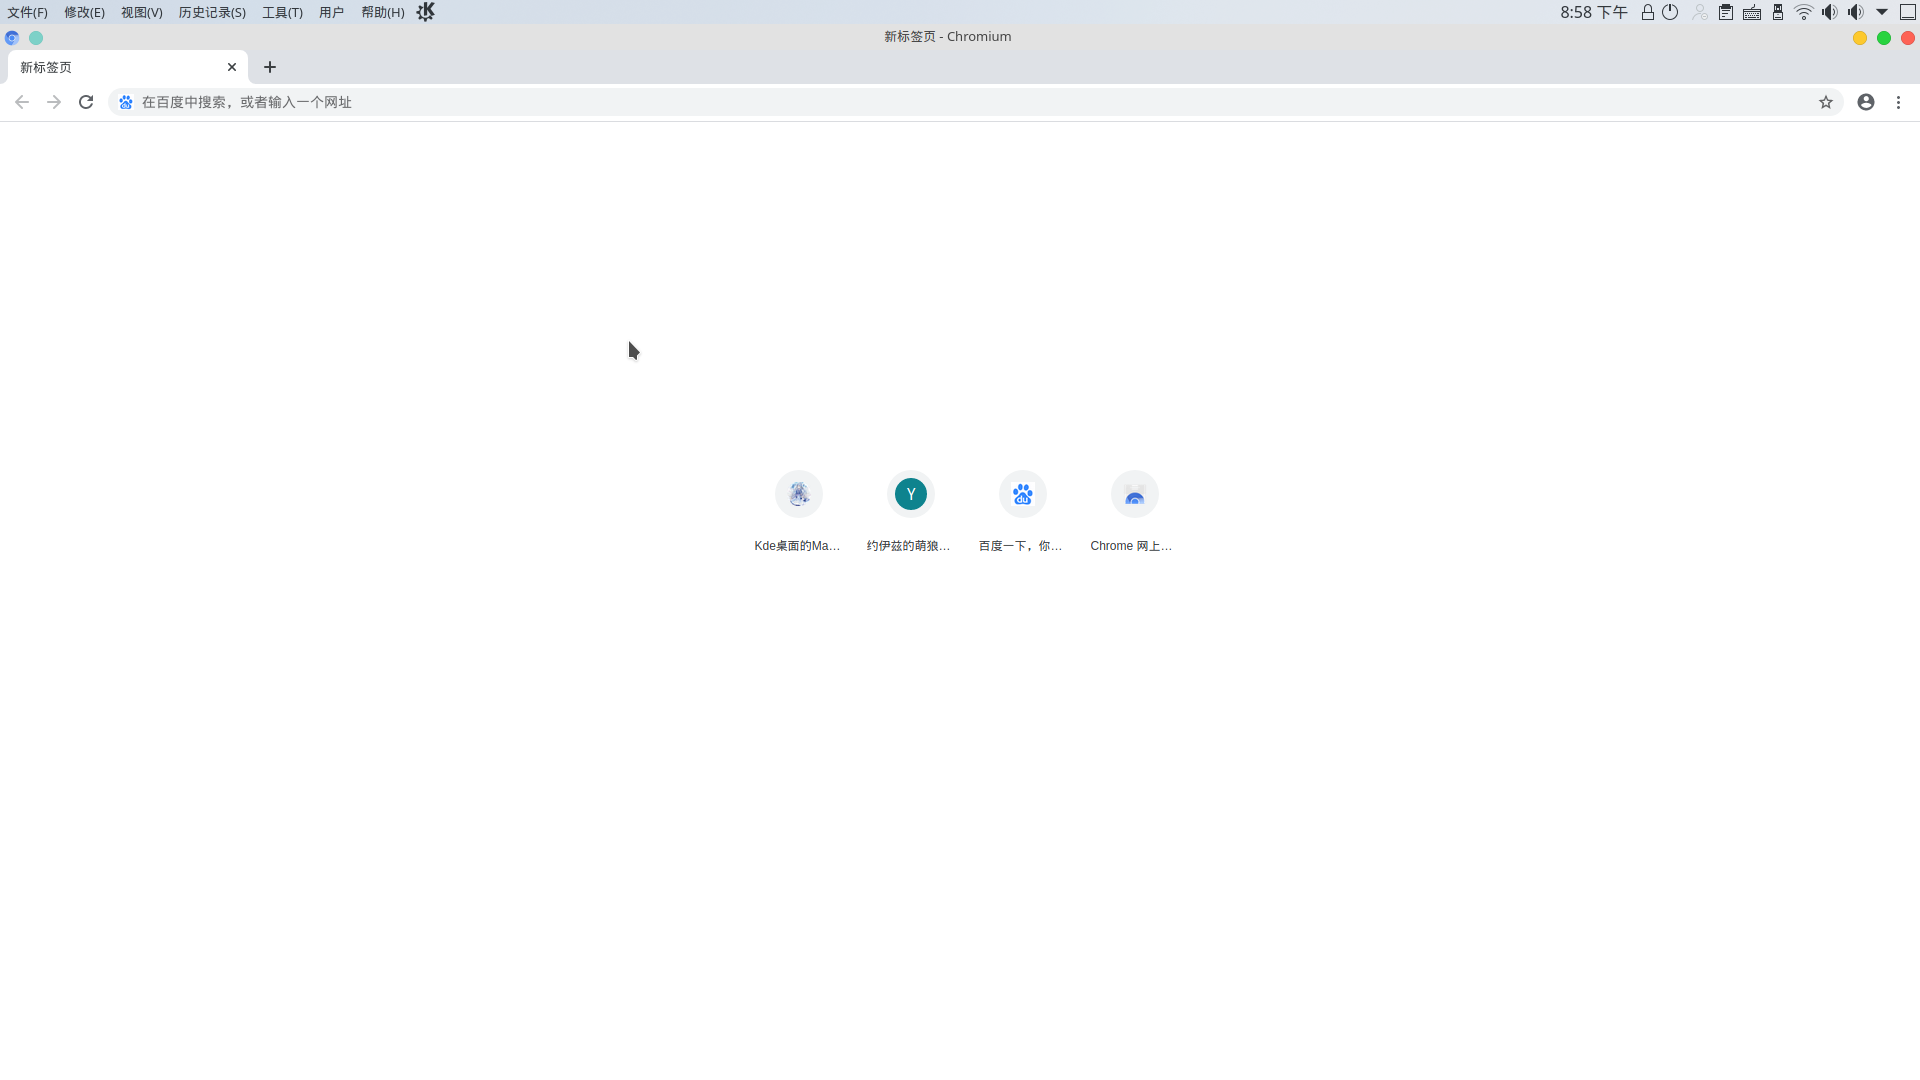 文件(F) 修改(E) 视图(V) 历史记录(S) 工具(T) 用户 帮助(H) 8:58 下午
新标签页 - Chromium
新标签页
在百度中搜索，或者输入一个网址
Y du
Kde桌面的Ma... 约伊兹的萌狼... 百度一下，你... Chrome 网上...